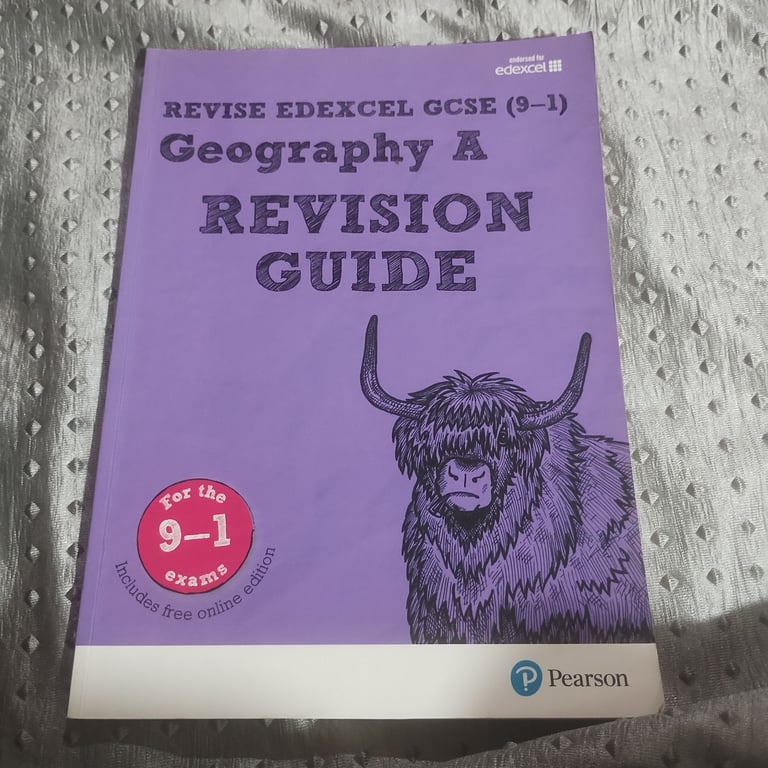 endorsed for
edexcel
REVISE EDEXCEL GCSE (9–1)
Geography A
REVISION
GUIDE
For the
9–1
exams
Includes free online edition
Pearson